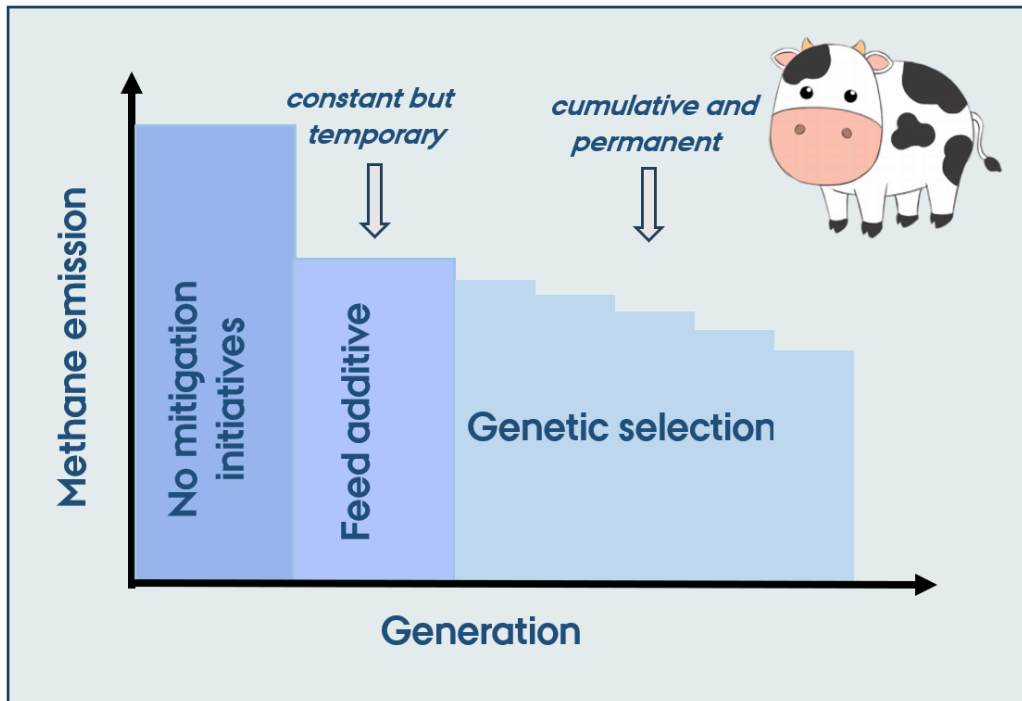 constant but
temporary
cumulative and
permanent
Methane emission
No mitigation
initiatives
Feed additive
Genetic selection
Generation